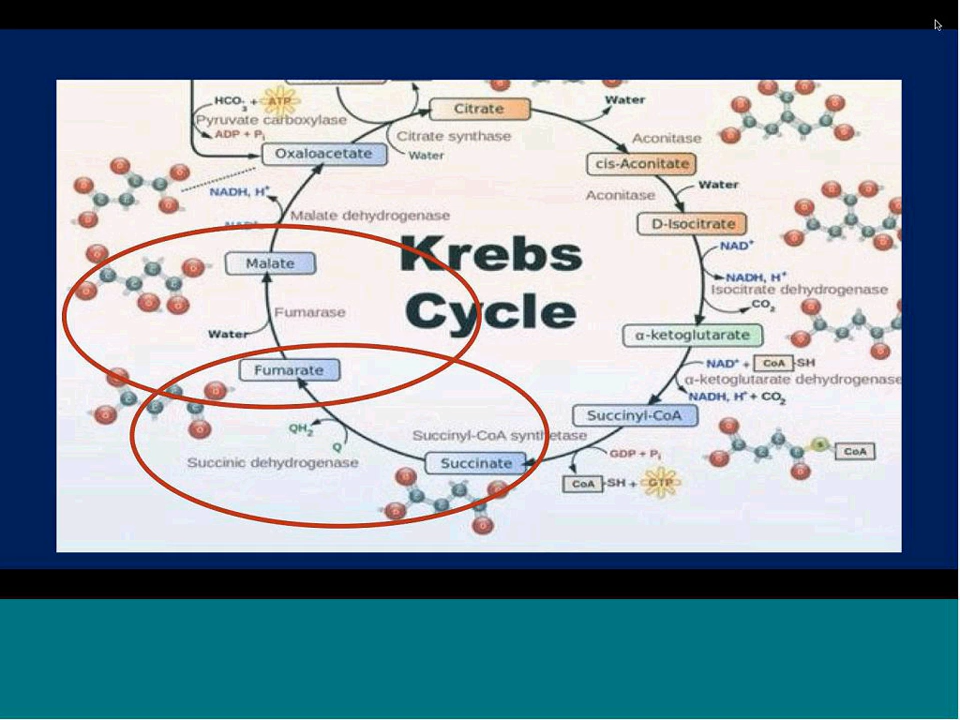 HCO3- + ATP
Pyruvate carboxylase
ADP + Pi
Citrate
Water
Citrate synthase
Water
Aconitase
Oxaloacetate
cis-Aconitate
NADH, H+
Water
Aconitase
Malate dehydrogenase
D-Isocitrate
NAD+
Krebs
Cycle
Malate
NADH, H+
Isocitrate dehydrogenase
CO2
Fumarase
Water
α-ketoglutarate
NAD+ + CoA-SH
Fumarate
α-ketoglutarate dehydrogenase
NADH, H+ + CO2
Succinyl-CoA
QH2
Q
Succinyl-CoA synthetase
GDP + Pi
Succinic dehydrogenase
Succinate
CoA-SH + GTP
S CoA